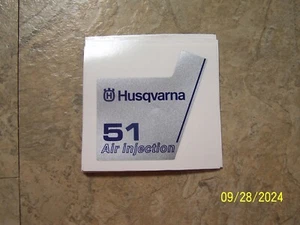 Husqvarna
51
Air Injection
09/28/2024